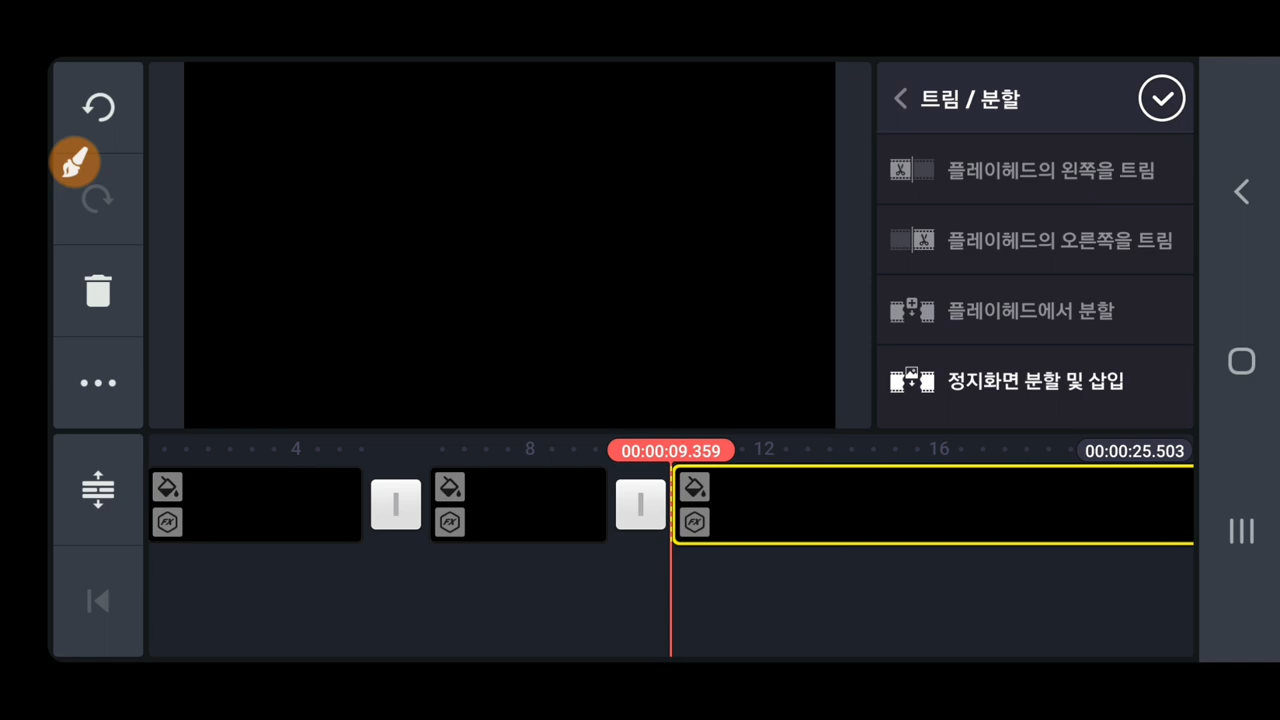 트림 / 분할
플레이헤드의 왼쪽을 트림
플레이헤드의 오른쪽을 트림
플레이헤드에서 분할
정지화면 분할 및 삽입
4
8
00:00:09.359
12
16
00:00:25.503
FX
FX
FX